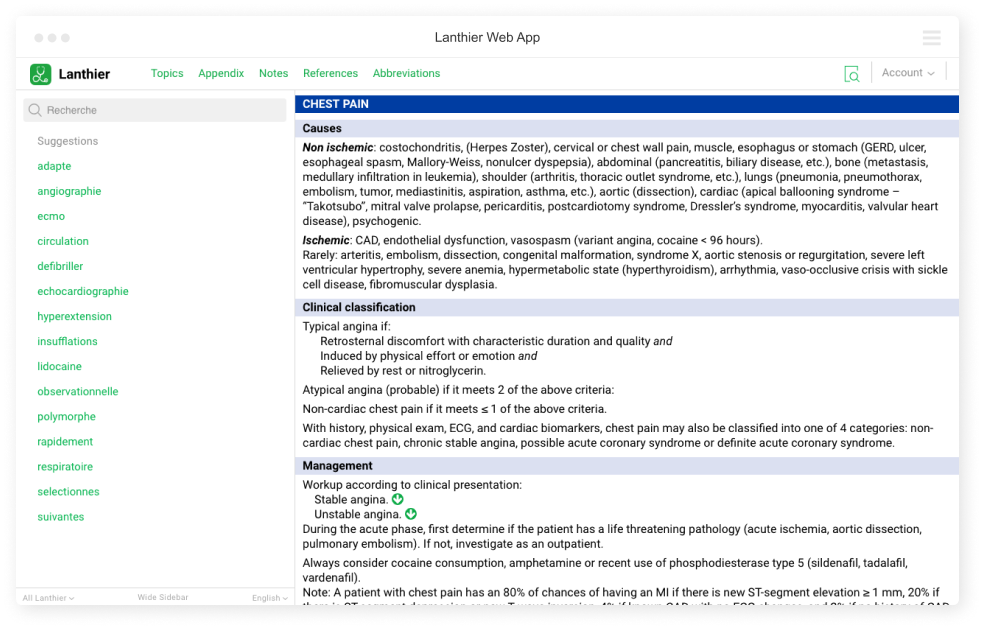 Lanthier Web App
Lanthier
Topics
Appendix
Notes
References
Abbreviations
Account
Recherche
Suggestions
adapte
angiographie
ecmo
circulation
defibriller
echocardiographie
hyperextension
insufflations
lidocaine
observationnelle
polymorphe
rapidement
respiratoire
selectionnes
suivantes
All Lanthier
Wide Sidebar
English
CHEST PAIN
Causes
Non ischemic: costochondritis, (Herpes Zoster), cervical or chest wall pain, muscle, esophagus or stomach (GERD, ulcer,
esophageal spasm, Mallory-Weiss, nonulcer dyspepsia), abdominal (pancreatitis, biliary disease, etc.), bone (metastasis,
medullary infiltration in leukemia), shoulder (arthritis, thoracic outlet syndrome, etc.), lungs (pneumonia, pneumothorax,
embolism, tumor, mediastinitis, aspiration, asthma, etc.), aortic (dissection), cardiac (apical ballooning syndrome –
“Takotsubo”, mitral valve prolapse, pericarditis, postcardiotomy syndrome, Dressler’s syndrome, myocarditis, valvular heart
disease), psychogenic.
Ischemic: CAD, endothelial dysfunction, vasospasm (variant angina, cocaine < 96 hours).
Rarely: arteritis, embolism, dissection, congenital malformation, syndrome X, aortic stenosis or regurgitation, severe left
ventricular hypertrophy, severe anemia, hypermetabolic state (hyperthyroidism), arrhythmia, vaso-occlusive crisis with sickle
cell disease, fibromuscular dysplasia.
Clinical classification
Typical angina if:
Retrosternal discomfort with characteristic duration and quality and
Induced by physical effort or emotion and
Relieved by rest or nitroglycerin.
Atypical angina (probable) if it meets 2 of the above criteria:
Non-cardiac chest pain if it meets ≤ 1 of the above criteria.
With history, physical exam, ECG, and cardiac biomarkers, chest pain may also be classified into one of 4 categories: non-
cardiac chest pain, chronic stable angina, possible acute coronary syndrome or definite acute coronary syndrome.
Management
Workup according to clinical presentation:
Stable angina.
Unstable angina.
During the acute phase, first determine if the patient has a life threatening pathology (acute ischemia, aortic dissection,
pulmonary embolism). If not, investigate as an outpatient.
Always consider cocaine consumption, amphetamine or recent use of phosphodiesterase type 5 (sildenafil, tadalafil,
vardenafil).
Note: A patient with chest pain has an 80% of chances of having an MI if there is new ST-segment elevation ≥ 1 mm, 20% if